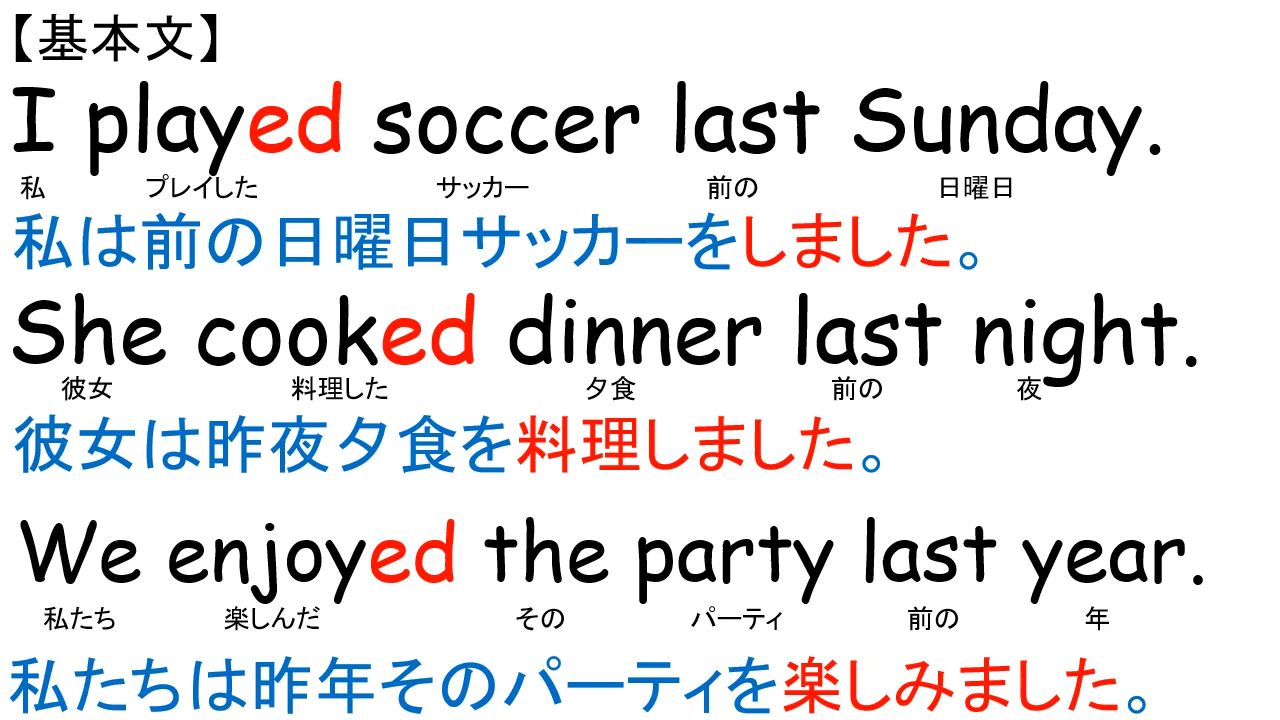 【基本文】
I played soccer last Sunday.
私 プレイした サッカー 前の 日曜日
私は前の日曜日サッカーをしました。
She cooked dinner last night.
彼女 料理した 夕食 前の 夜
彼女は昨夜夕食を料理しました。
We enjoyed the party last year.
私たち 楽しんだ その パーティ 前の 年
私たちは昨年そのパーティを楽しみました。